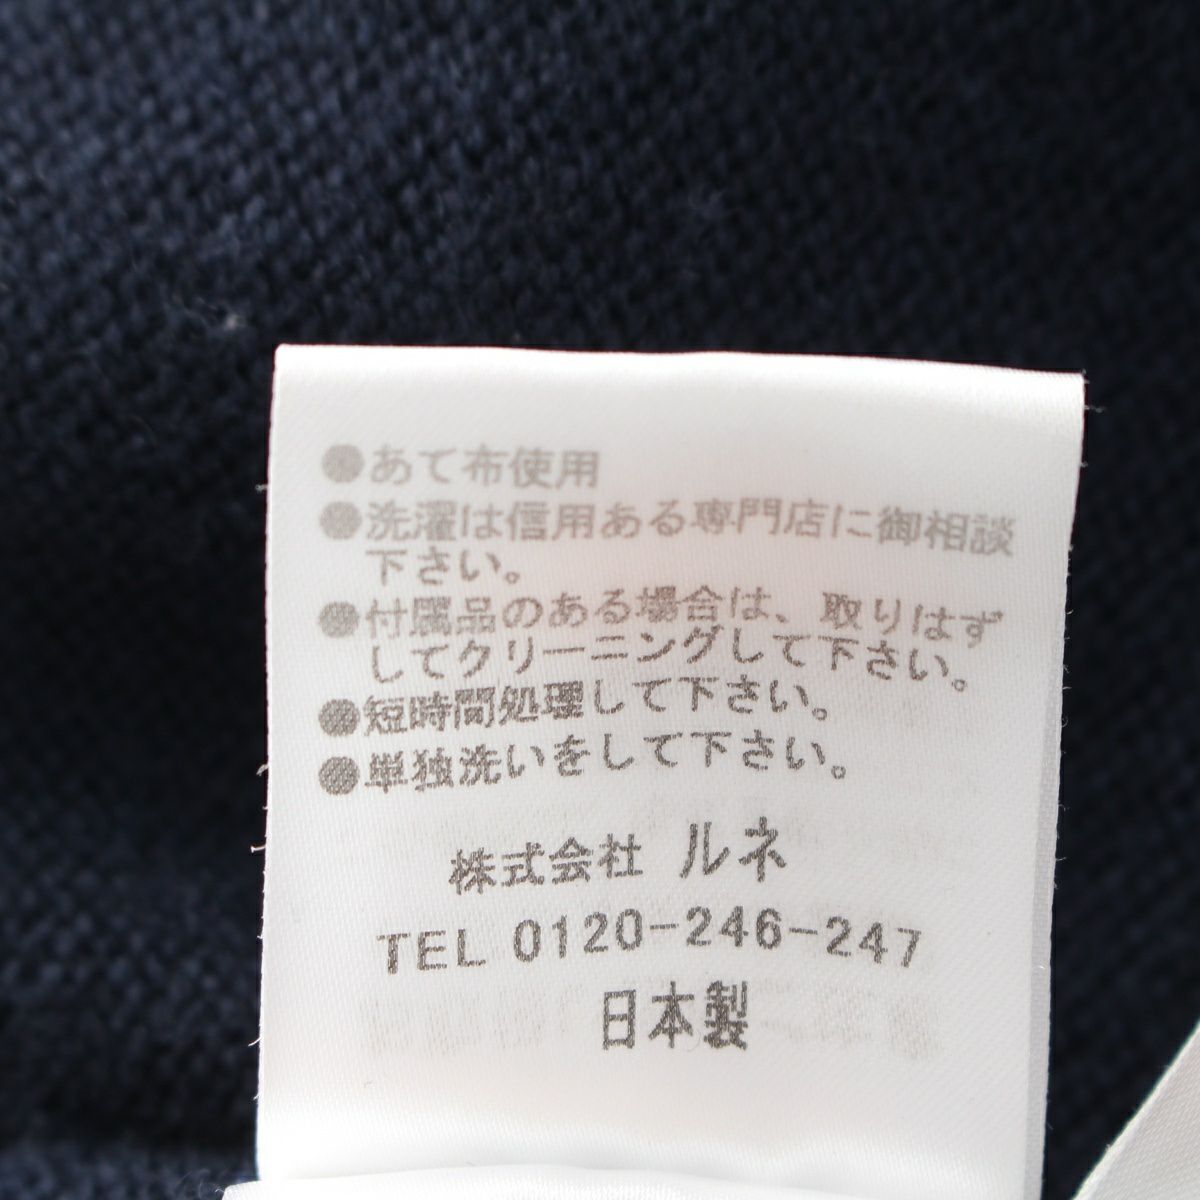 ●あて布使用
●洗濯は信用ある専門店に御相談
下さい。
●付属品のある場合は、取りはず
してクリーニングして下さい。
●短時間処理して下さい。
●単独洗いをして下さい。
株式会社 ルネ
TEL 0120-246-247
日本製